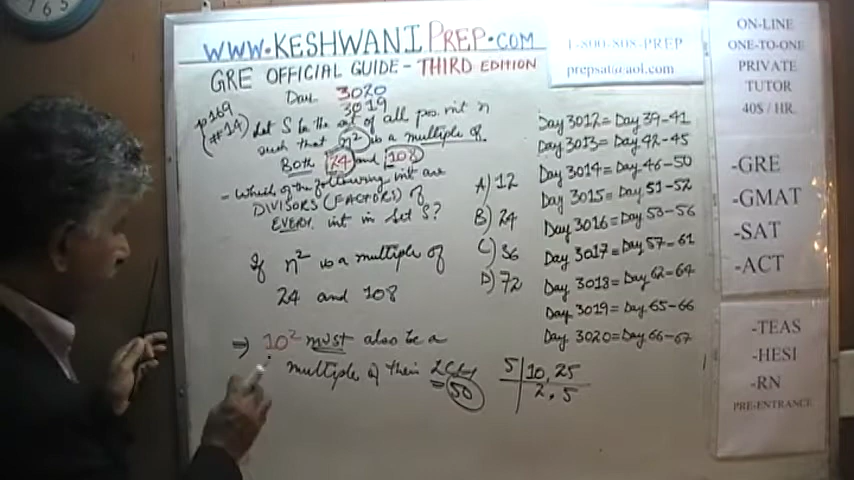 WWW.KESHWANIPREP.COM
GRE OFFICIAL GUIDE - THIRD EDITION
Day 3020
3019
p169
(#19) Let S be the set of all pos. int n
such that n² is a multiple of
BOTH 24 and 108
- Which of the following int are
DIVISORS (FACTORS) of
EVERY int in set S?
A) 12
B) 24
C) 36
D) 72
If n² is a multiple of
24 and 108
⇒ 10² must also be a
multiple of their LCM
= 50
5 | 10, 25
2, 5
Day 3012 = Day 39-41
Day 3013 = Day 42-45
Day 3014 = Day 46-50
Day 3015 = Day 51-52
Day 3016 = Day 53-56
Day 3017 = Day 57-61
Day 3018 = Day 62-64
Day 3019 = Day 65-66
Day 3020 = Day 66-67
1-800-808-PREP
prepsat@aol.com
ON-LINE
ONE-TO-ONE
PRIVATE
TUTOR
40$ / HR.
-GRE
-GMAT
-SAT
-ACT
-TEAS
-HESI
-RN
PRE-ENTRANCE
7 6 5